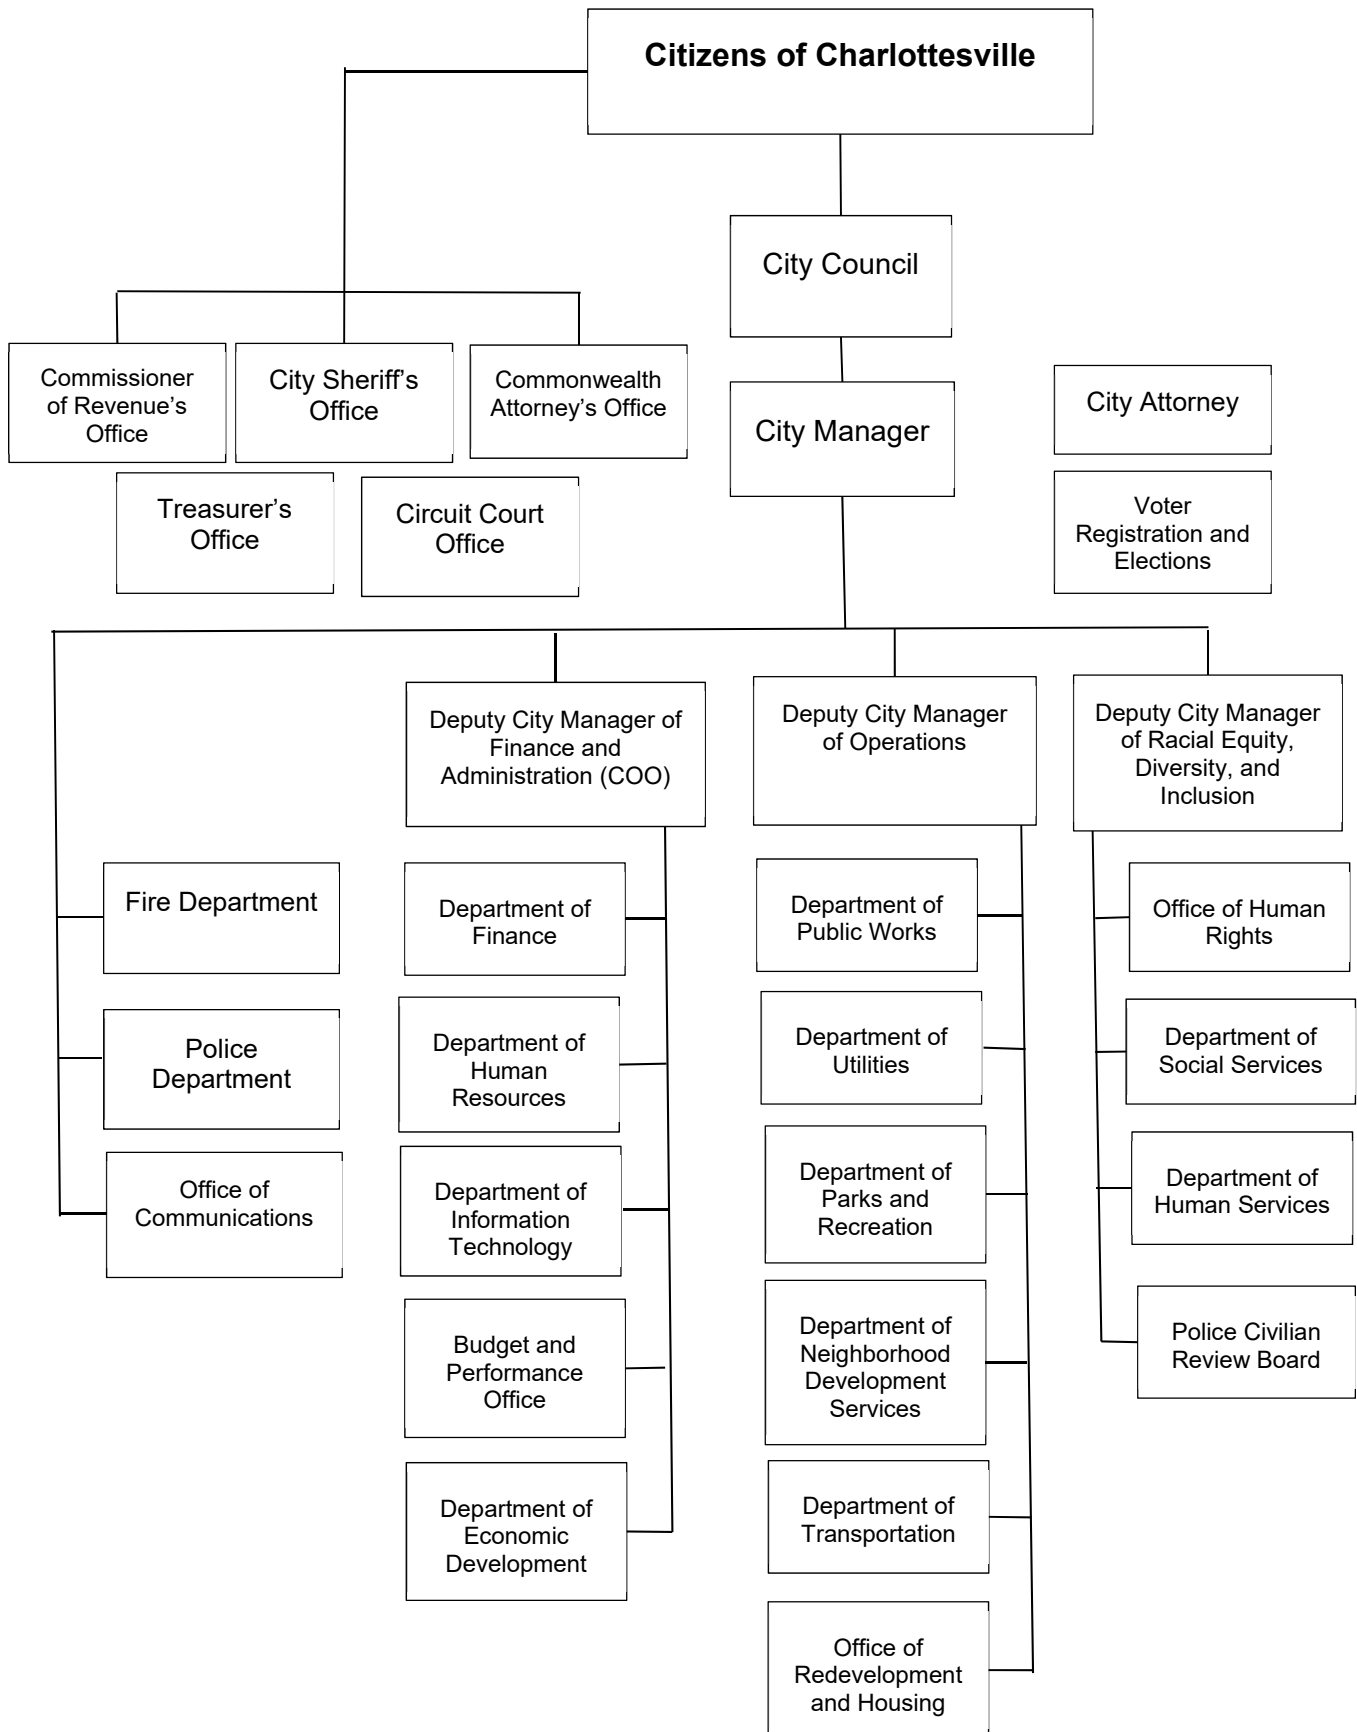 Citizens of Charlottesville
City Council
Commissioner
of Revenue's
Office
City Sheriff's
Office
Commonwealth
Attorney's Office
City Manager
City Attorney
Treasurer's
Office
Circuit Court
Office
Voter
Registration and
Elections
Deputy City Manager of
Finance and
Administration (COO)
Deputy City Manager
of Operations
Deputy City Manager
of Racial Equity,
Diversity, and
Inclusion
Fire Department
Police
Department
Office of
Communications
Department of
Finance
Department of
Human
Resources
Department of
Information
Technology
Budget and
Performance
Office
Department of
Economic
Development
Department of
Public Works
Department of
Utilities
Department of
Parks and
Recreation
Department of
Neighborhood
Development
Services
Department of
Transportation
Office of
Redevelopment
and Housing
Office of Human
Rights
Department of
Social Services
Department of
Human Services
Police Civilian
Review Board